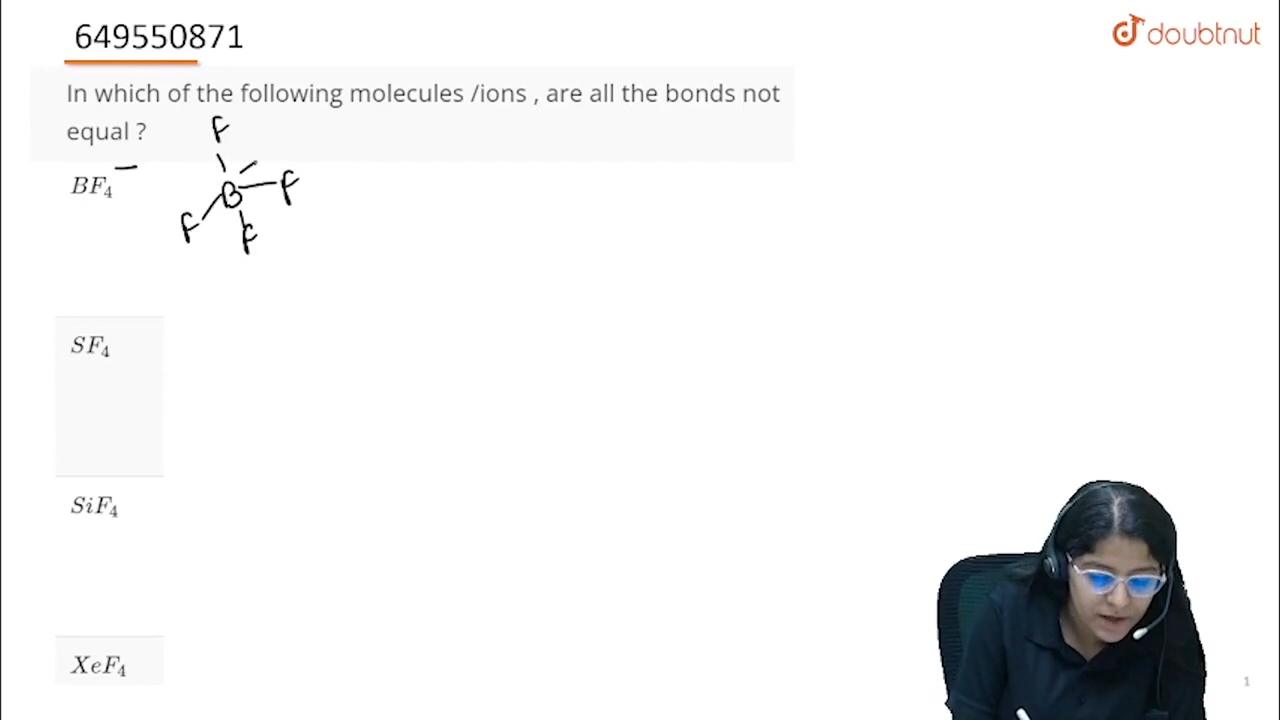 649550871
doubtnut
In which of the following molecules /ions , are all the bonds not
equal ?
BF₄⁻
F
B
F
F
F
SF₄
SiF₄
XeF₄
1